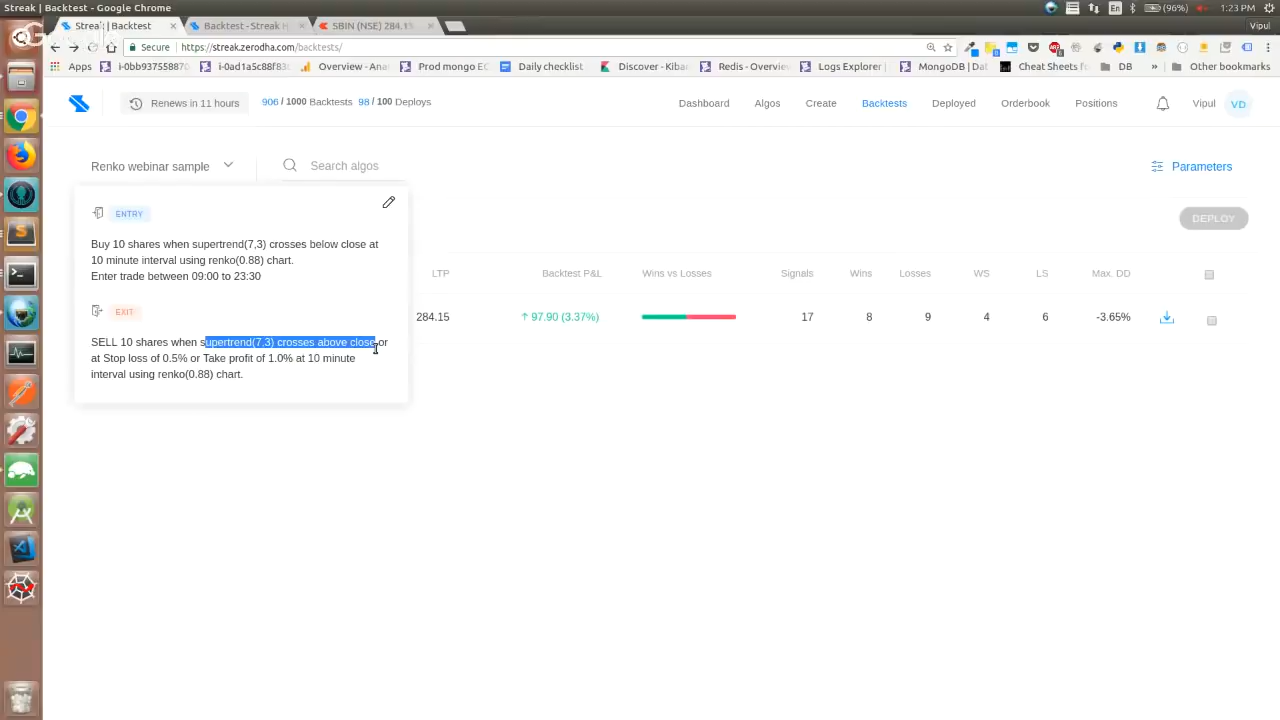 Streak | Backtest - Google Chrome
En
(96%)
1:23 PM
Streak | Backtest
Backtest - Streak H
SBIN (NSE) 284.1
Vipul
Secure
https://streak.zerodha.com/backtests/
Apps
i-0bb937558870
i-0ad1a5c88f83
Overview - Ana
Prod mongo EC
Daily checklist
Discover - Kiba
Redis - Overvie
Logs Explorer
MongoDB | Dat
Cheat Sheets f
DB
»
Other bookmarks
Renews in 11 hours
906 / 1000 Backtests 98 / 100 Deploys
Dashboard
Algos
Create
Backtests
Deployed
Orderbook
Positions
Vipul
VD
Renko webinar sample
Search algos
Parameters
ENTRY
DEPLOY
Buy 10 shares when supertrend(7,3) crosses below close at
10 minute interval using renko(0.88) chart.
Enter trade between 09:00 to 23:30
LTP
Backtest P&L
Wins vs Losses
Signals
Wins
Losses
WS
LS
Max. DD
EXIT
284.15
↑ 97.90 (3.37%)
17
8
9
4
6
-3.65%
SELL 10 shares when supertrend(7,3) crosses above close or
at Stop loss of 0.5% or Take profit of 1.0% at 10 minute
interval using renko(0.88) chart.